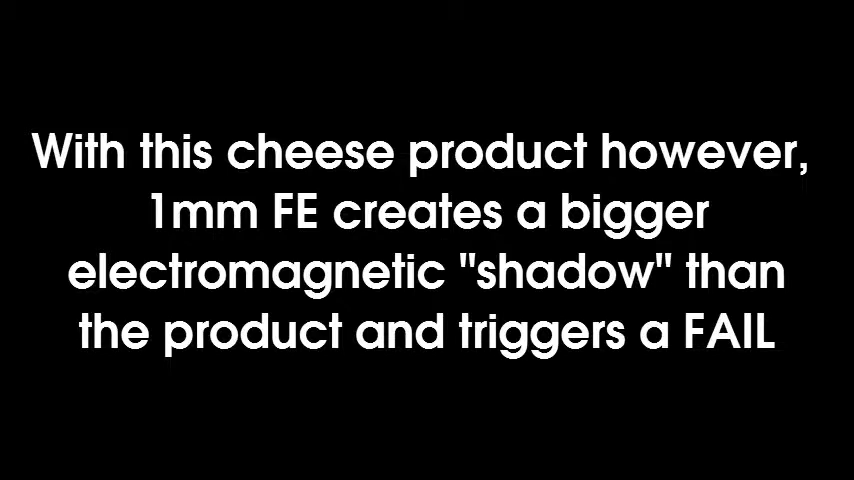 With this cheese product however,
1mm FE creates a bigger
electromagnetic "shadow" than
the product and triggers a FAIL